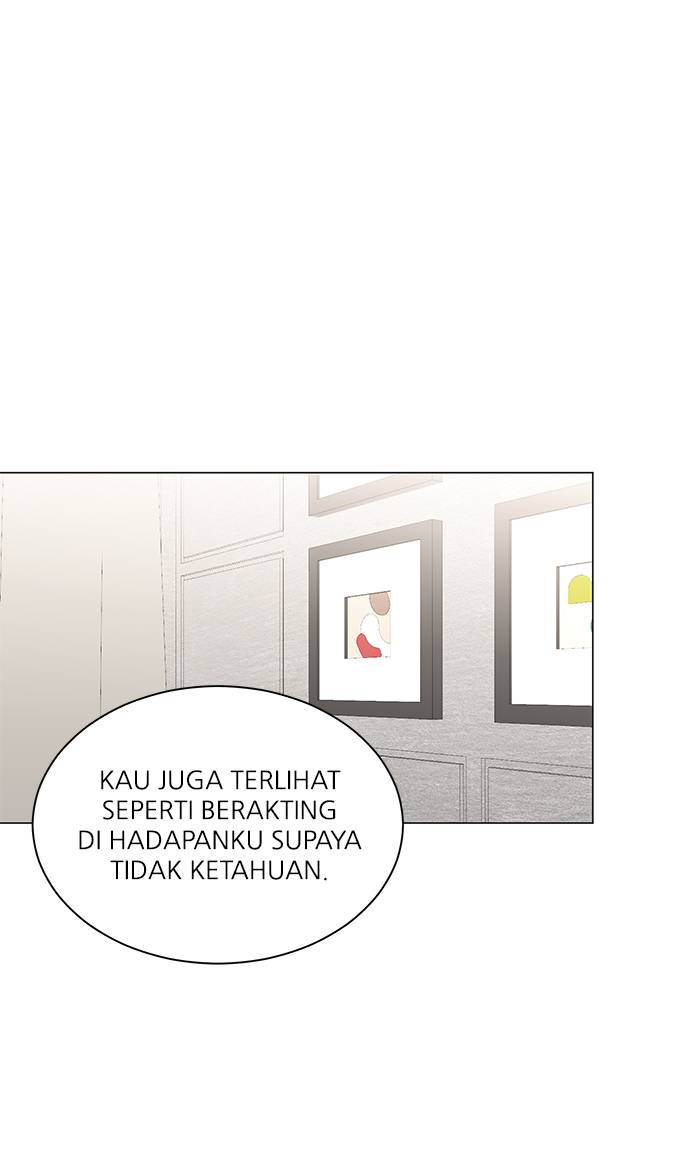 KAU JUGA TERLIHAT
SEPERTI BERAKTING
DI HADAPANKU SUPAYA
TIDAK KETAHUAN.